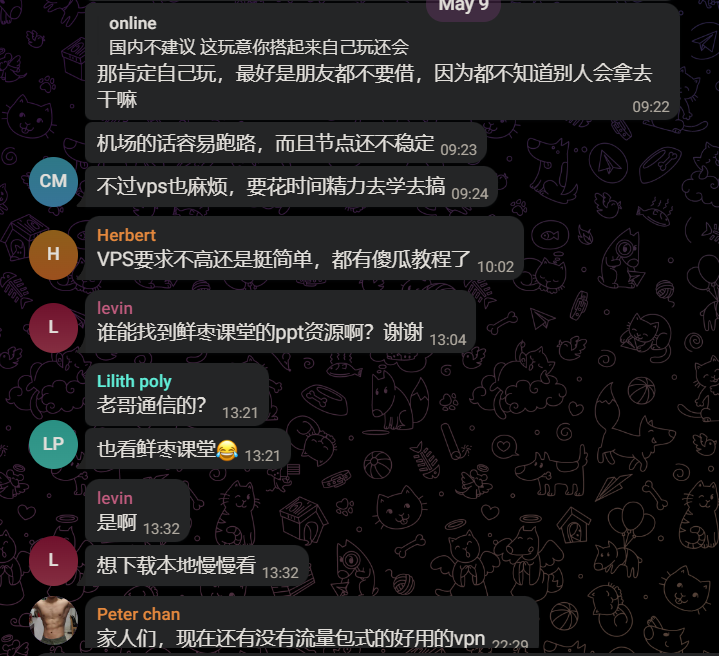 May 9
online
国内不建议 这玩意你搭起来自己玩还会
那肯定自己玩，最好是朋友都不要借，因为都不知道别人会拿去
干嘛
09:22
机场的话容易跑路，而且节点还不稳定 09:23
CM
不过vps也麻烦，要花时间精力去学去搞 09:24
Herbert
H
VPS要求不高还是挺简单，都有傻瓜教程了 10:02
levin
L
谁能找到鲜枣课堂的ppt资源啊？谢谢 13:04
Lilith poly
老哥通信的？ 13:21
LP
也看鲜枣课堂😂 13:21
levin
是啊 13:32
L
想下载本地慢慢看 13:32
Peter chan
家人们，现在还有没有流量包式的好用的vpn 22:29